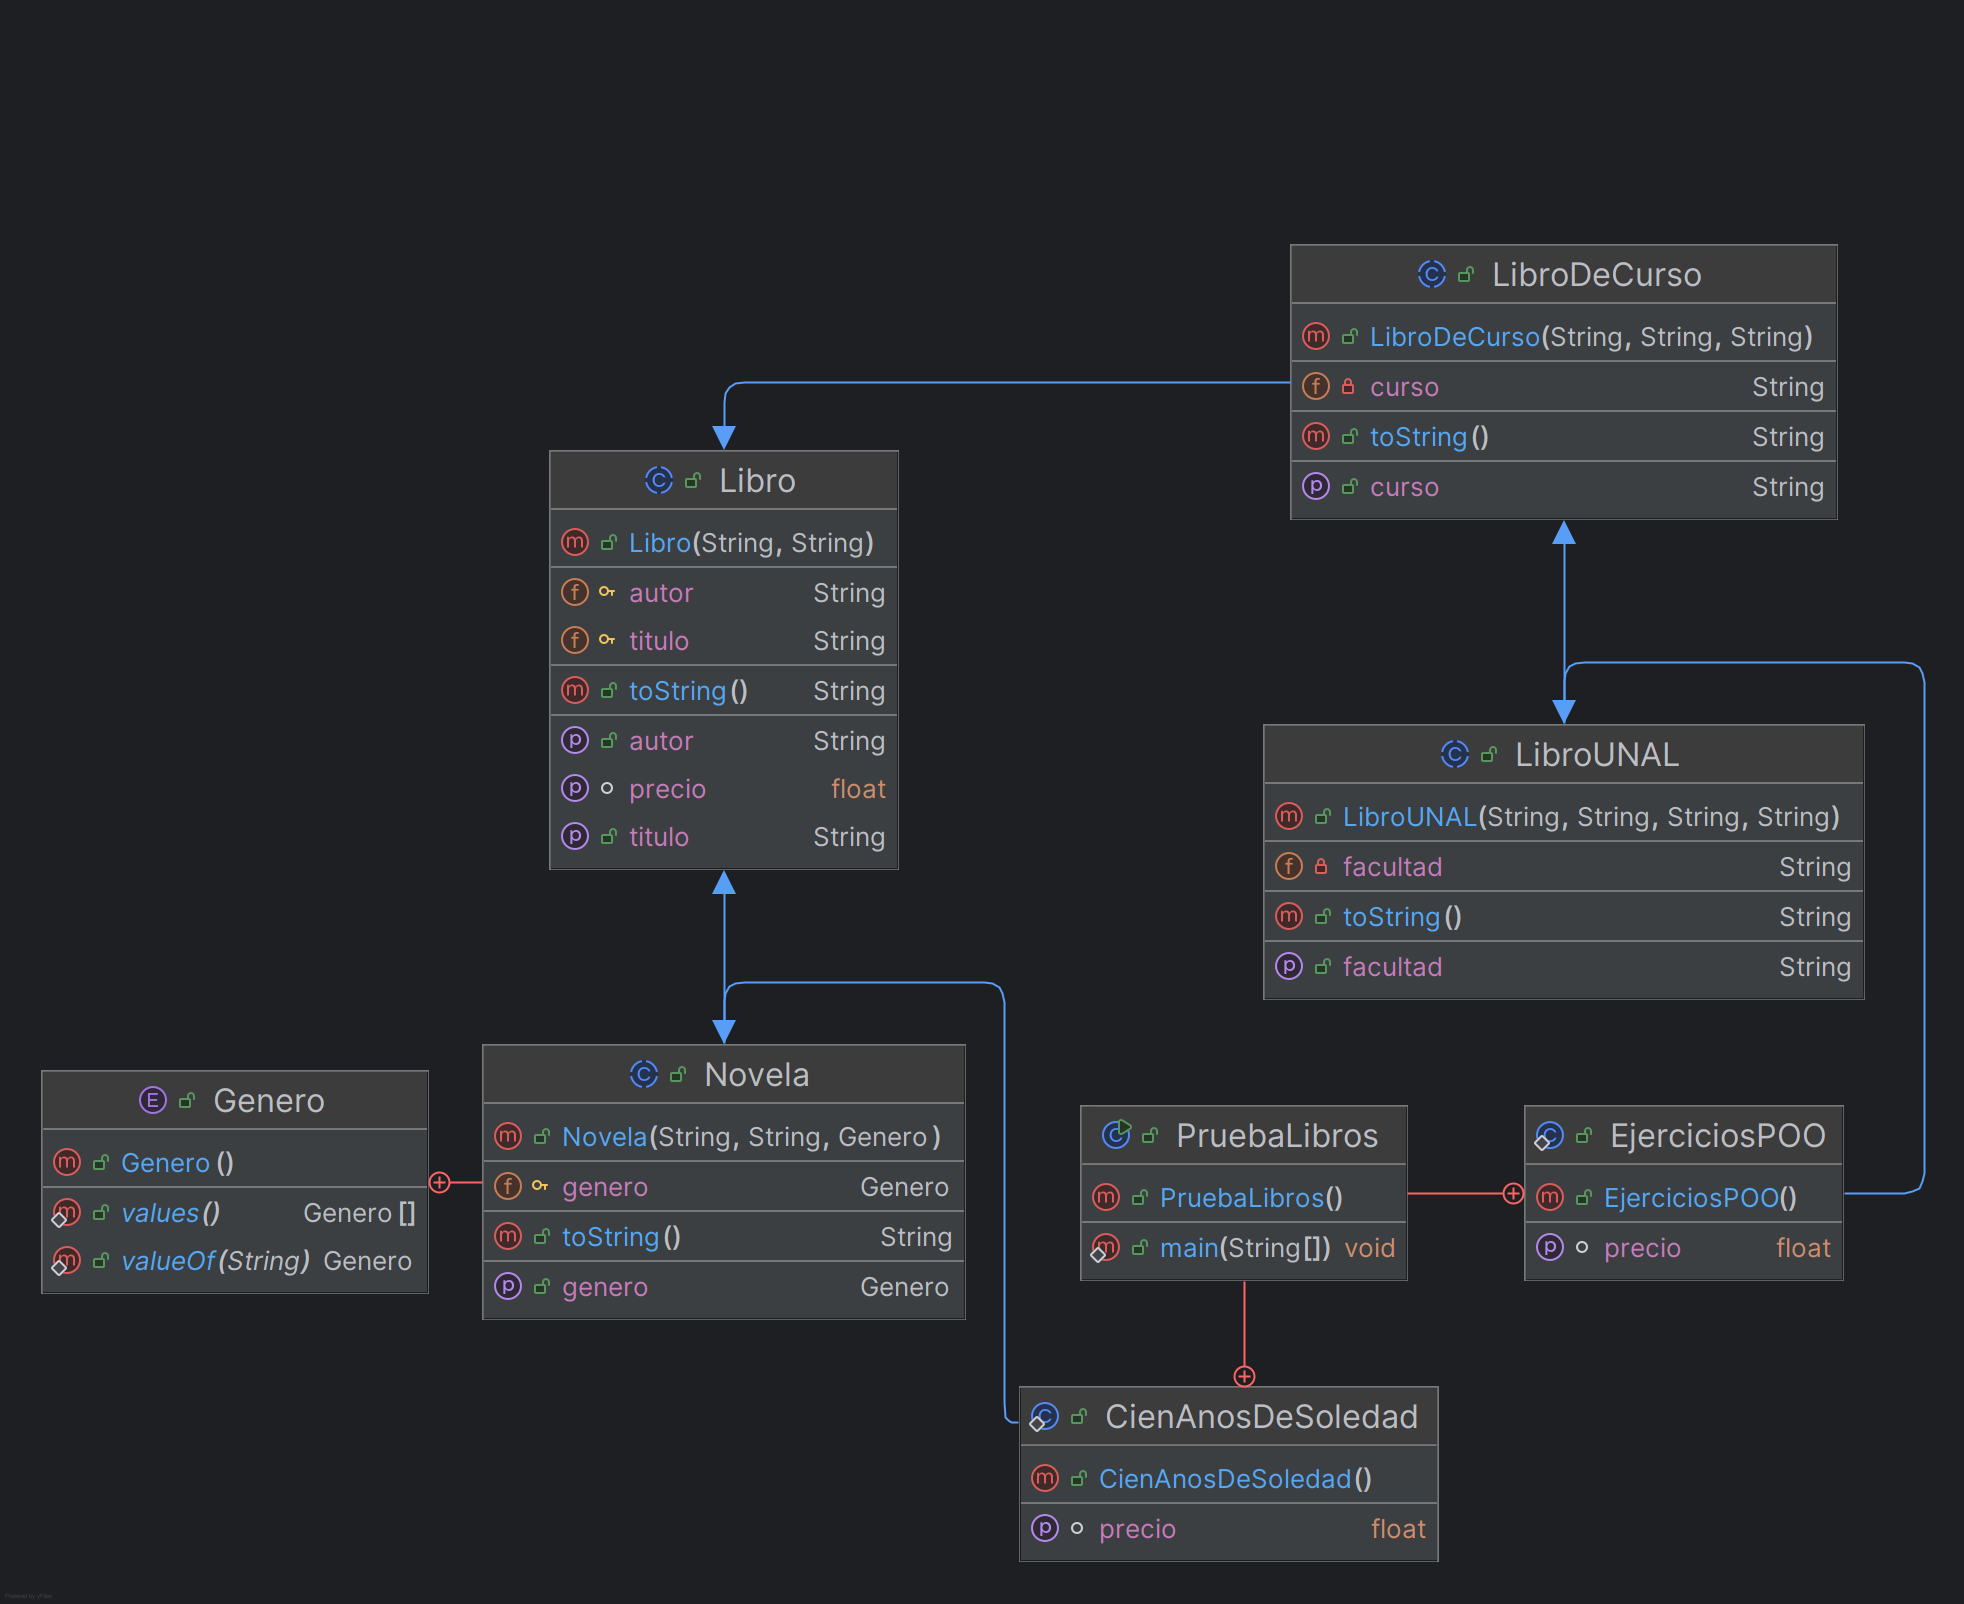 LibroDeCurso
LibroDeCurso(String, String, String)
curso String
toString() String
curso String
Libro
Libro(String, String)
autor String
titulo String
toString() String
autor String
precio float
titulo String
LibroUNAL
LibroUNAL(String, String, String, String)
facultad String
toString() String
facultad String
Genero
Genero()
values() Genero[]
valueOf(String) Genero
Novela
Novela(String, String, Genero)
genero Genero
toString() String
genero Genero
PruebaLibros
PruebaLibros()
main(String[]) void
EjerciciosPOO
EjerciciosPOO()
precio float
CienAnosDeSoledad
CienAnosDeSoledad()
precio float